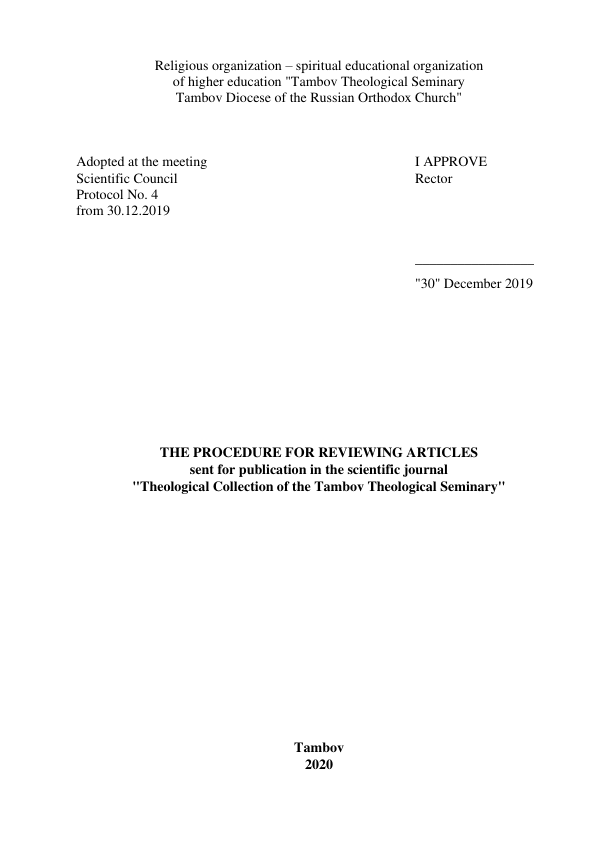 Religious organization – spiritual educational organization
of higher education "Tambov Theological Seminary
Tambov Diocese of the Russian Orthodox Church"
Adopted at the meeting
Scientific Council
Protocol No. 4
from 30.12.2019
I APPROVE
Rector
"30" December 2019
THE PROCEDURE FOR REVIEWING ARTICLES
sent for publication in the scientific journal
"Theological Collection of the Tambov Theological Seminary"
Tambov
2020